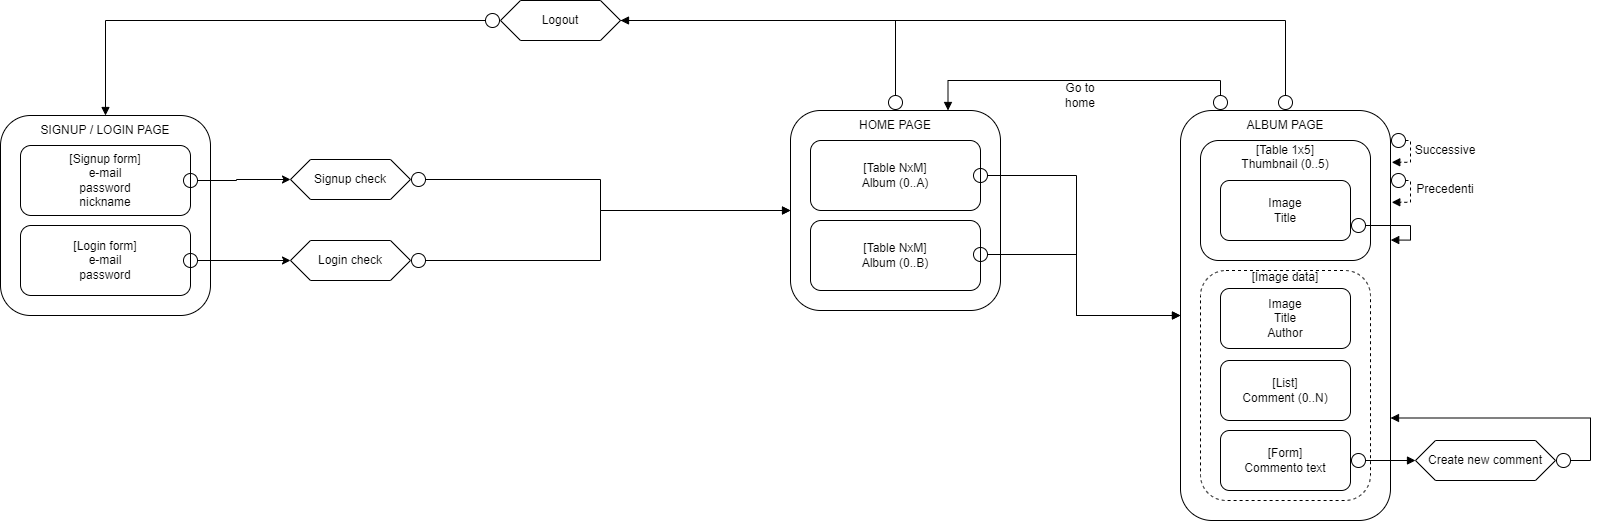 Logout
Go to
home
SIGNUP / LOGIN PAGE
[Signup form]
e-mail
password
nickname
[Login form]
e-mail
password
Signup check
Login check
HOME PAGE
[Table NxM]
Album (0..A)
[Table NxM]
Album (0..B)
ALBUM PAGE
[Table 1x5]
Thumbnail (0..5)
Image
Title
Successive
Precedenti
[Image data]
Image
Title
Author
[List]
Comment (0..N)
[Form]
Commento text
Create new comment